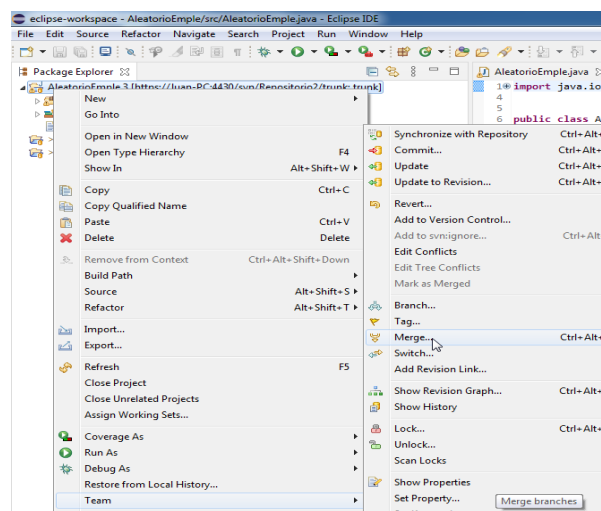 eclipse-workspace - AleatorioEmple/src/AleatorioEmple.java - Eclipse IDE
File Edit Source Refactor Navigate Search Project Run Window Help
Package Explorer
AleatorioEmple.java
AleatorioEmple 3 [https://Juan-PC:4430/svn/Repositorio2/trunk: trunk]
1 import java.io
4
5
6 public class A
New
Go Into
Open in New Window
Open Type Hierarchy F4
Show In Alt+Shift+W
Copy Ctrl+C
Copy Qualified Name
Paste Ctrl+V
Delete Delete
Remove from Context Ctrl+Alt+Shift+Down
Build Path
Source Alt+Shift+S
Refactor Alt+Shift+T
Import...
Export...
Refresh F5
Close Project
Close Unrelated Projects
Assign Working Sets...
Coverage As
Run As
Debug As
Restore from Local History...
Team
Synchronize with Repository Ctrl+Alt+
Commit... Ctrl+Alt+
Update Ctrl+Alt+
Update to Revision... Ctrl+Alt+
Revert...
Add to Version Control...
Add to svn:ignore... Ctrl+Alt
Edit Conflicts
Edit Tree Conflicts
Mark as Merged
Branch...
Tag...
Merge... Ctrl+Alt+
Switch...
Add Revision Link...
Show Revision Graph... Ctrl+Alt+
Show History
Lock... Ctrl+Alt+
Unlock...
Scan Locks
Show Properties
Set Property...
Merge branches